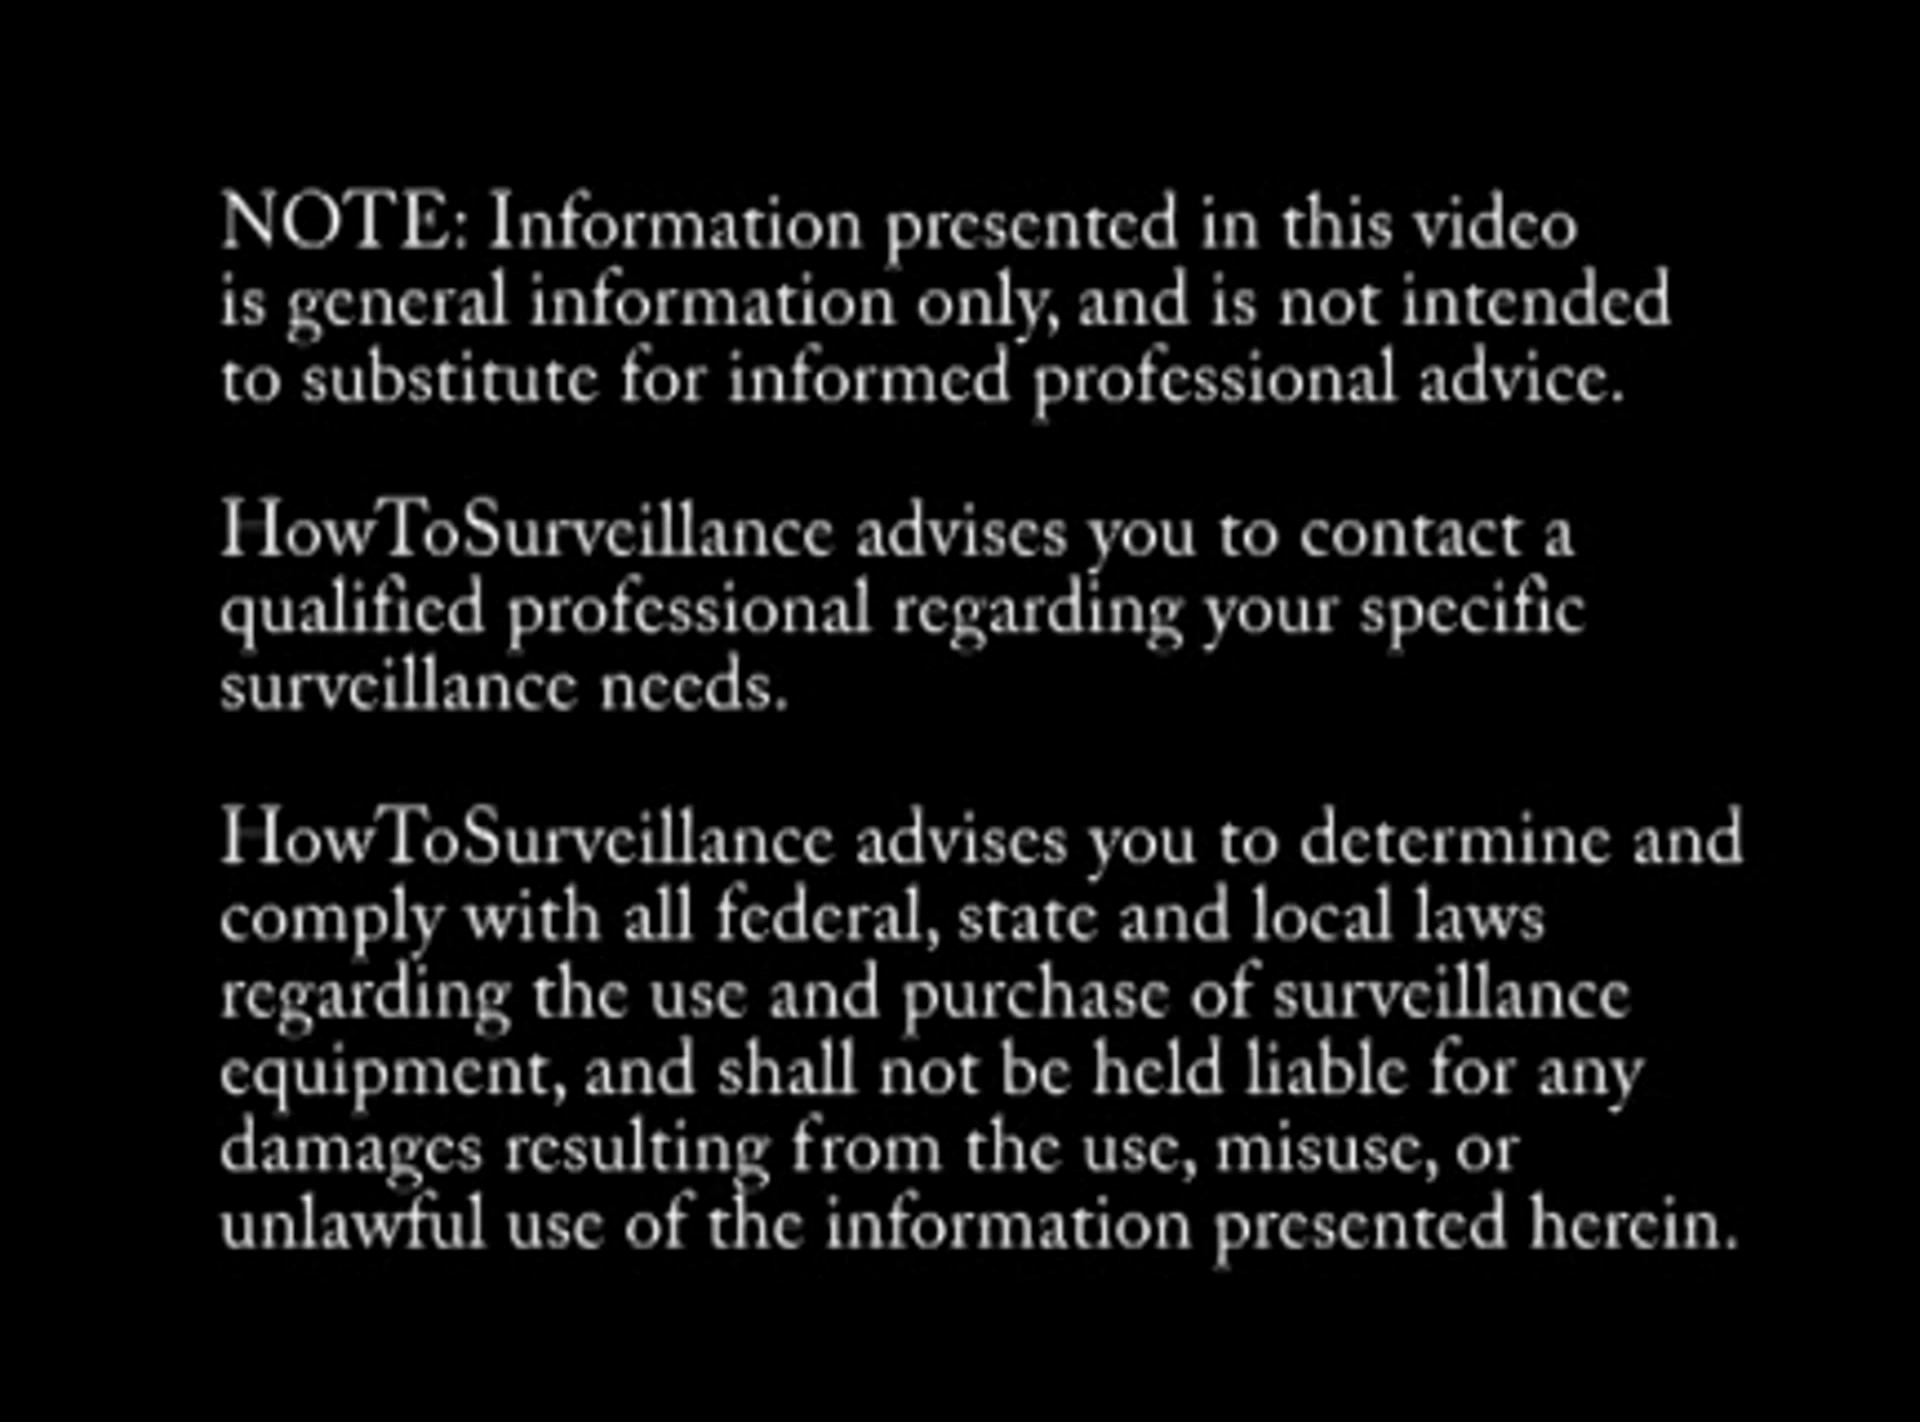 NOTE: Information presented in this video
is general information only, and is not intended
to substitute for informed professional advice.
HowToSurveillance advises you to contact a
qualified professional regarding your specific
surveillance needs.
HowToSurveillance advises you to determine and
comply with all federal, state and local laws
regarding the use and purchase of surveillance
equipment, and shall not be held liable for any
damages resulting from the use, misuse, or
unlawful use of the information presented herein.